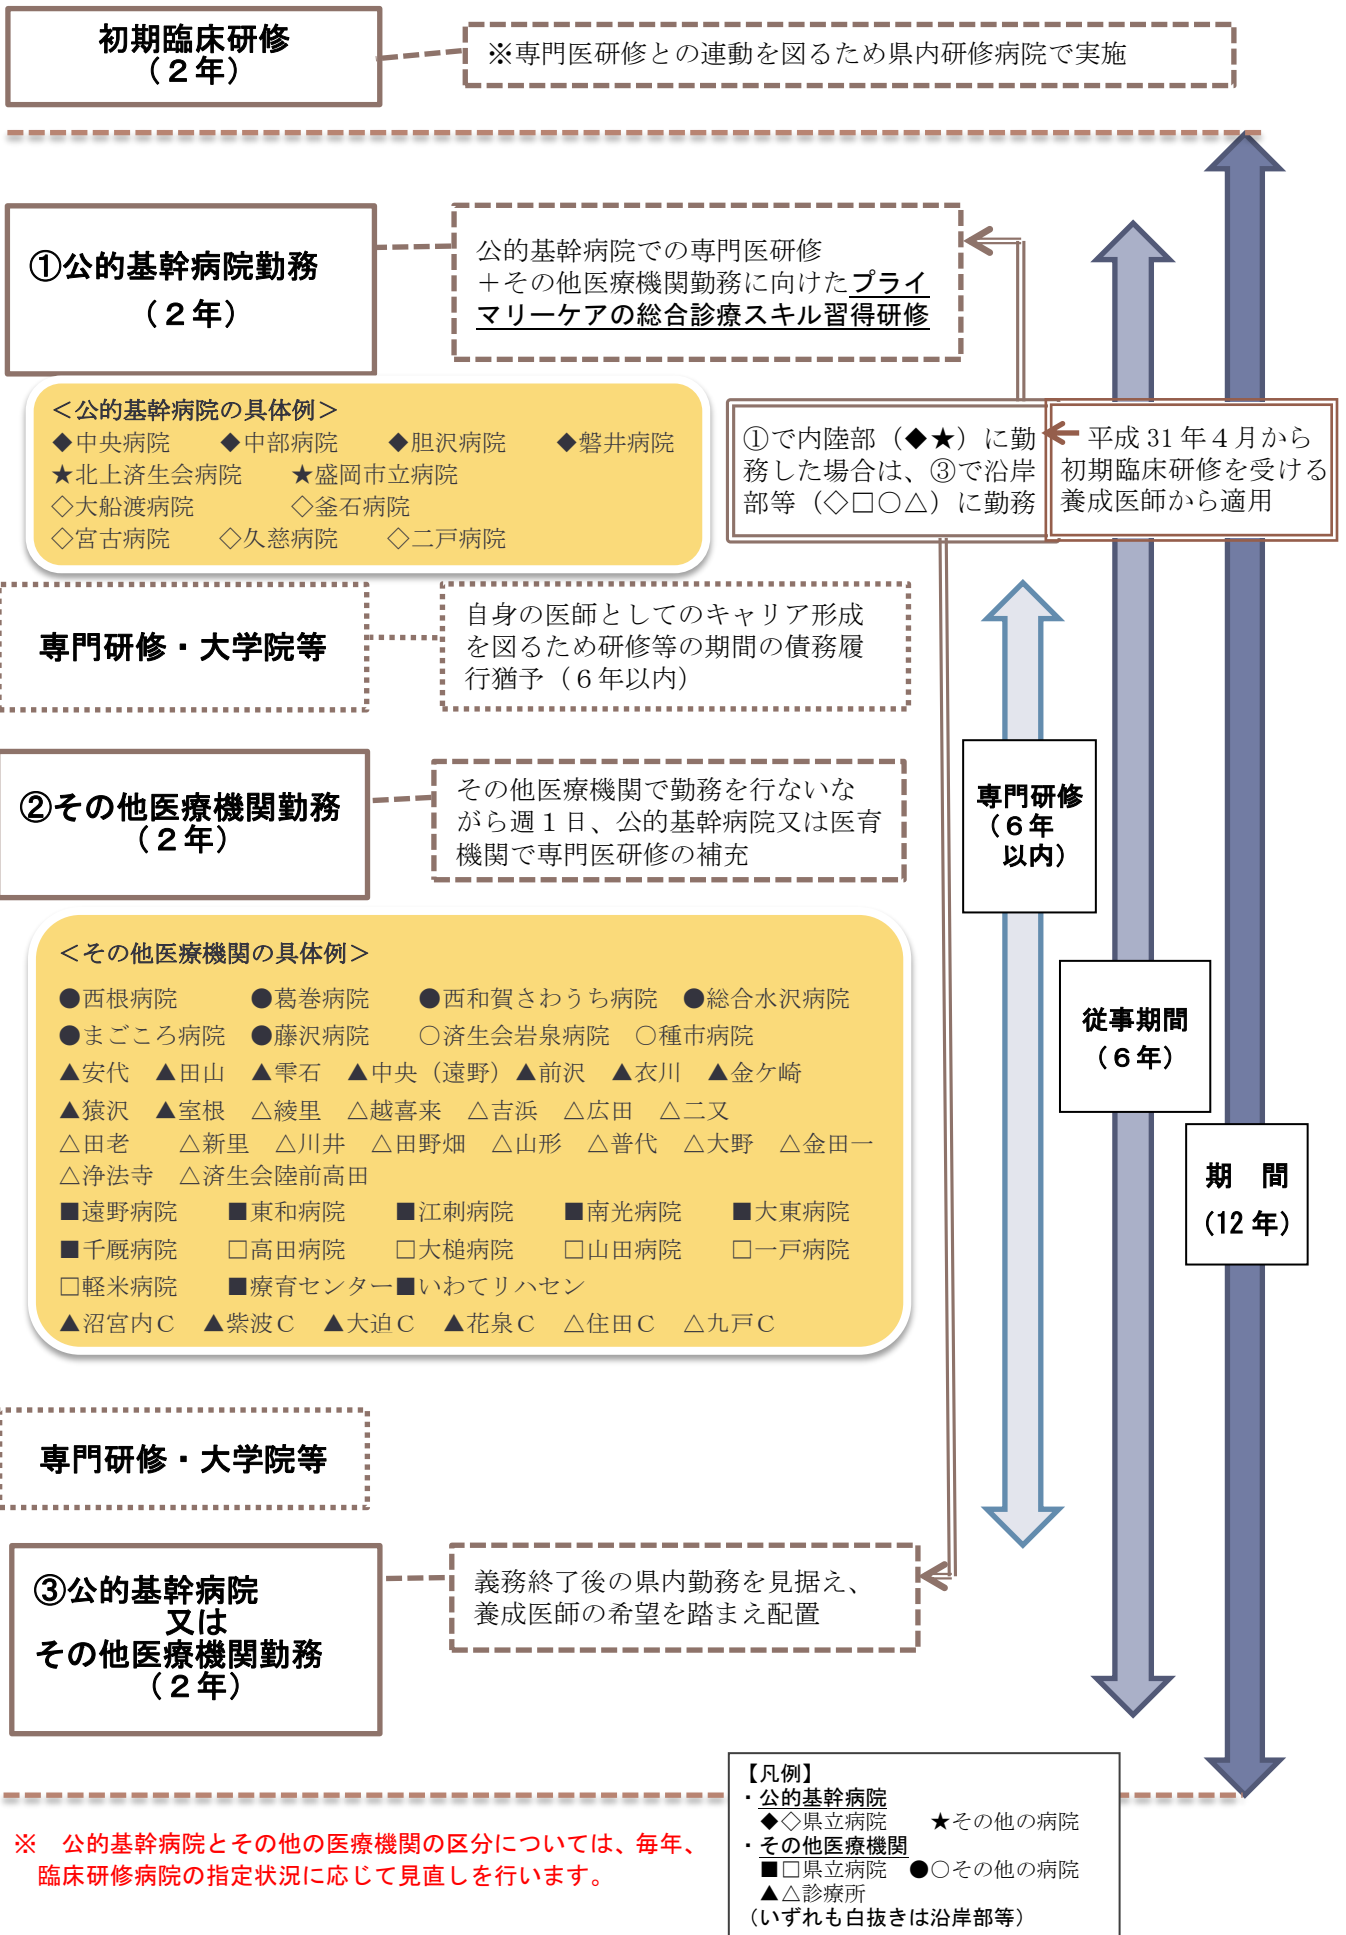 初期臨床研修
（２年）
※専門医研修との連動を図るため県内研修病院で実施
①公的基幹病院勤務
（２年）
公的基幹病院での専門医研修
＋その他医療機関勤務に向けたプライ
マリーケアの総合診療スキル習得研修
＜公的基幹病院の具体例＞
◆中央病院　◆中部病院　◆胆沢病院　◆磐井病院
★北上済生会病院　★盛岡市立病院
◇大船渡病院　◇釜石病院
◇宮古病院　◇久慈病院　◇二戸病院
①で内陸部（◆★）に勤
務した場合は、③で沿岸
部等（◇□○△）に勤務
平成 31 年４月から
初期臨床研修を受ける
養成医師から適用
専門研修・大学院等
自身の医師としてのキャリア形成
を図るため研修等の期間の債務履
行猶予（６年以内）
②その他医療機関勤務
（２年）
その他医療機関で勤務を行ないな
がら週１日、公的基幹病院又は医育
機関で専門医研修の補充
専門研修
（６年
以内）
＜その他医療機関の具体例＞
●西根病院　●葛巻病院　●西和賀さわうち病院　●総合水沢病院
●まごころ病院　●藤沢病院　○済生会岩泉病院　○種市病院
▲安代　▲田山　▲雫石　▲中央（遠野）▲前沢　▲衣川　▲金ケ崎
▲猿沢　▲室根　△綾里　△越喜来　△吉浜　△広田　△二又
△田老　△新里　△川井　△田野畑　△山形　△普代　△大野　△金田一
△浄法寺　△済生会陸前高田
■遠野病院　■東和病院　■江刺病院　■南光病院　■大東病院
■千厩病院　□高田病院　□大槌病院　□山田病院　□一戸病院
□軽米病院　■療育センター■いわてリハセン
▲沼宮内Ｃ　▲紫波Ｃ　▲大迫Ｃ　▲花泉Ｃ　△住田Ｃ　△九戸Ｃ
従事期間
（６年）
期　間
（12 年）
専門研修・大学院等
③公的基幹病院
又は
その他医療機関勤務
（２年）
義務終了後の県内勤務を見据え、
養成医師の希望を踏まえ配置
※　公的基幹病院とその他の医療機関の区分については、毎年、
臨床研修病院の指定状況に応じて見直しを行います。
【凡例】
・公的基幹病院
◆◇県立病院　★その他の病院
・その他医療機関
■□県立病院　●○その他の病院
▲△診療所
（いずれも白抜きは沿岸部等）